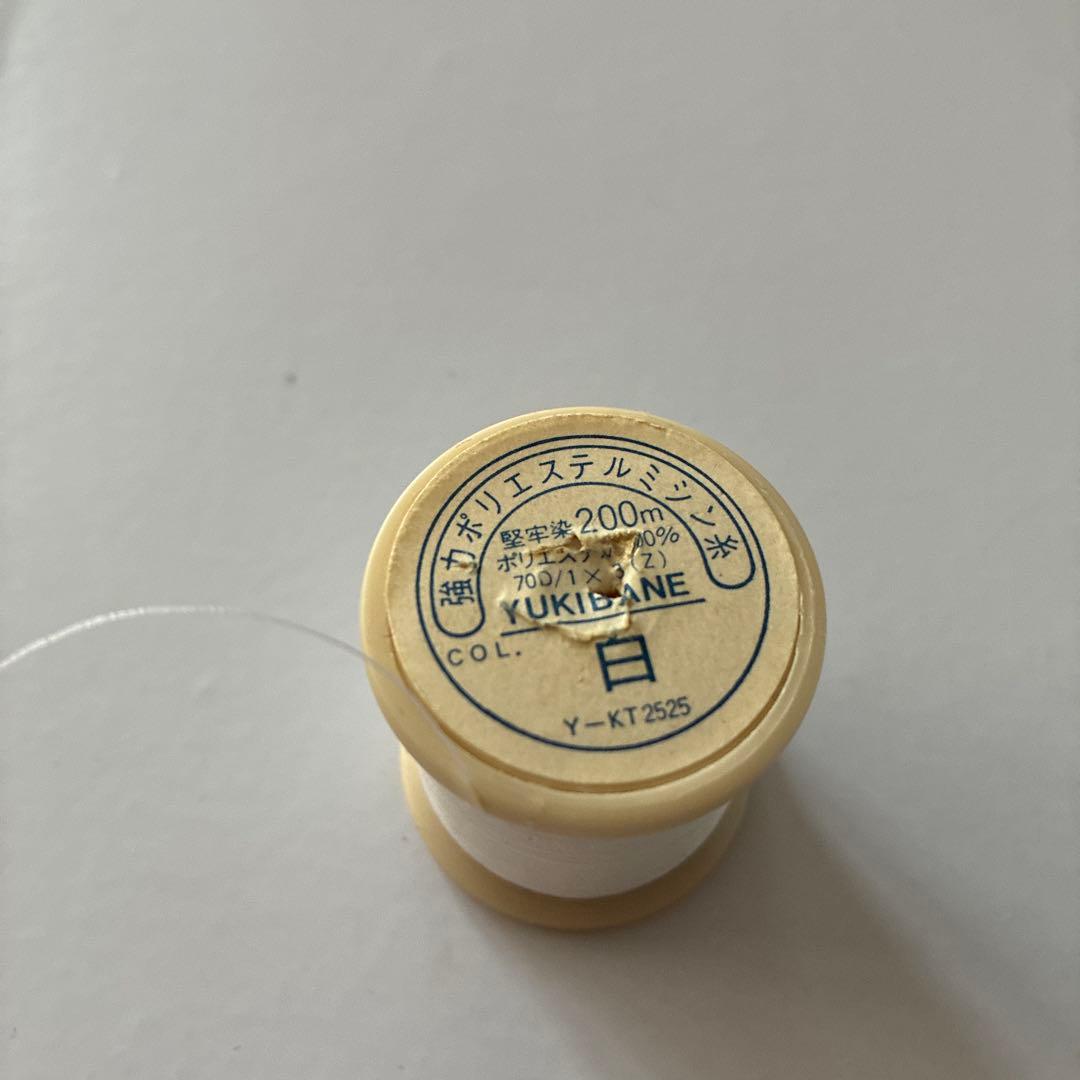 強力ポリエステルミシン糸
堅牢染 200m
ポリエステル 00%
70D/1×3(Z)
YUKIBANE
COL. 白
Y-KT2525